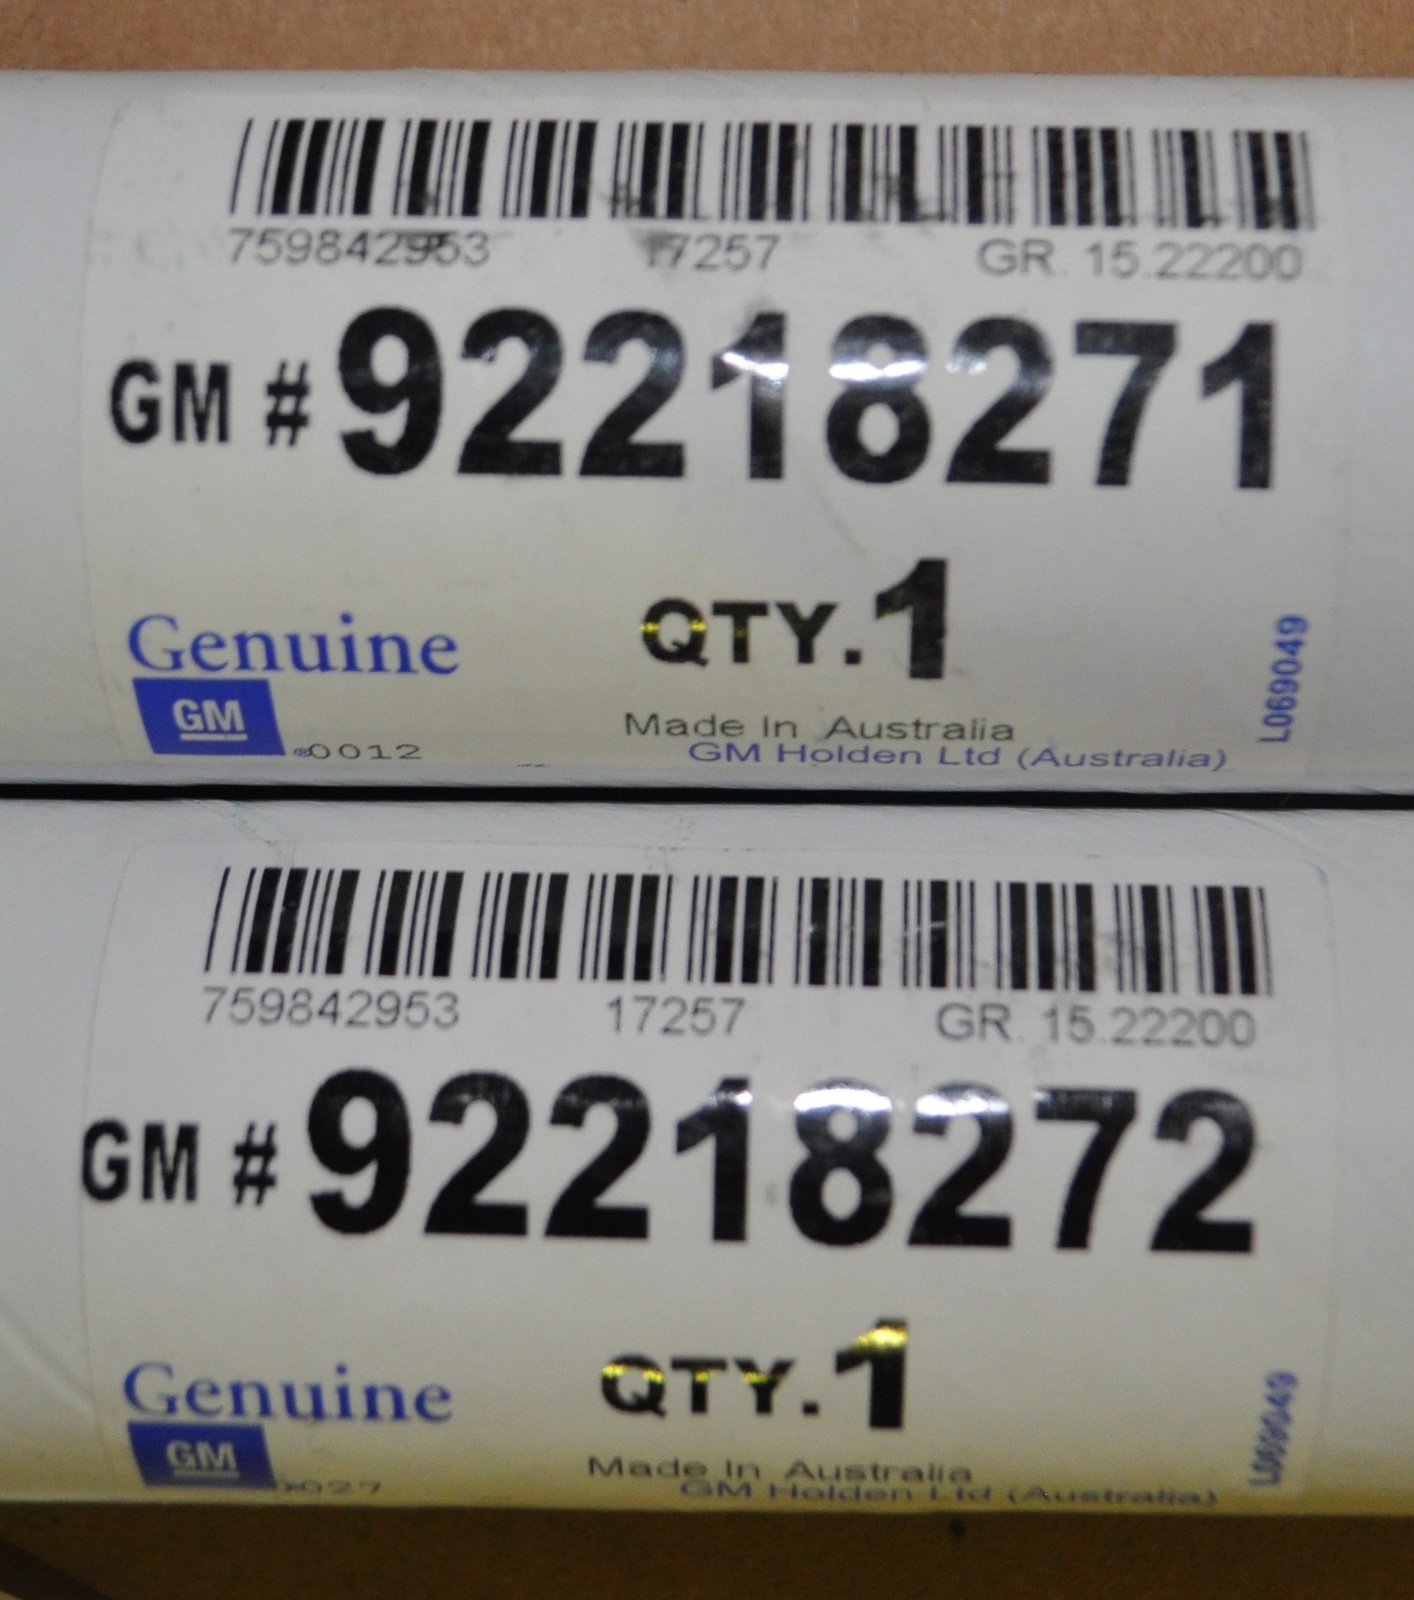 759842953 17257 GR. 15.22200
GM # 92218271
QTY. 1
Genuine
GM
®0012
Made In Australia
GM Holden Ltd (Australia)
L069049
759842953 17257 GR. 15.22200
GM # 92218272
QTY. 1
Genuine
GM
0027
Made In Australia
GM Holden Ltd (Australia)
L069049